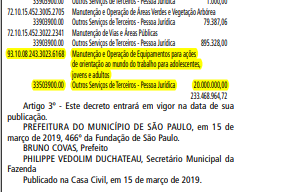 33903900.00 Outros Serviços de Terceiros - Pessoa Jurídica 1.000,00
72.10.15.452.3005.2705 Manutenção e Operação de Áreas Verdes e Vegetação Arbórea
33903900.00 Outros Serviços de Terceiros - Pessoa Jurídica 79.387,06
72.10.15.452.3022.2341 Manutenção de Vias e Áreas Públicas
33903900.00 Outros Serviços de Terceiros - Pessoa Jurídica 895.328,00
93.10.08.243.3023.6168 Manutenção e Operação de Equipamentos para ações
de orientação ao mundo do trabalho para adolescentes,
jovens e adultos
33503900.00 Outros Serviços de Terceiros - Pessoa Jurídica 20.000.000,00
233.468.964,72
Artigo 3º - Este decreto entrará em vigor na data de sua
publicação.
PREFEITURA DO MUNICÍPIO DE SÃO PAULO, em 15 de
março de 2019, 466º da Fundação de São Paulo.
BRUNO COVAS, Prefeito
PHILIPPE VEDOLIM DUCHATEAU, Secretário Municipal da
Fazenda
Publicado na Casa Civil, em 15 de março de 2019.